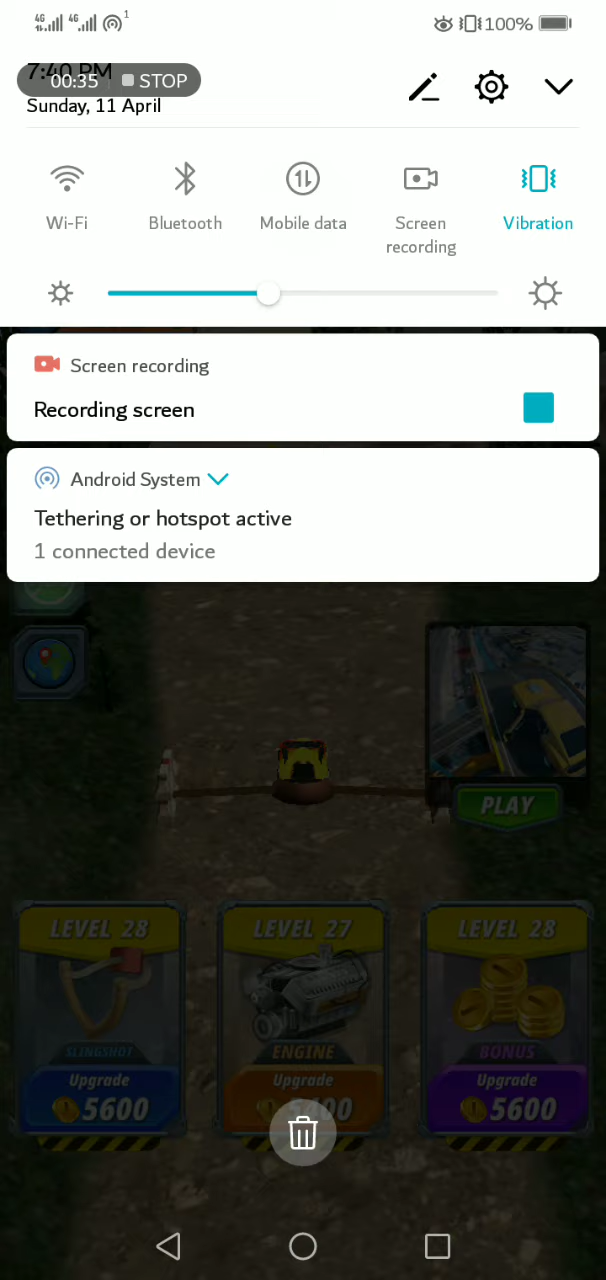 4G 4G 1 100%
7:40 PM
00:35 STOP
Sunday, 11 April
Wi-Fi Bluetooth Mobile data Screen recording Vibration
Screen recording
Recording screen
Android System
Tethering or hotspot active
1 connected device
PLAY
LEVEL 28 LEVEL 27 LEVEL 28
SLINGSHOT ENGINE BONUS
Upgrade Upgrade Upgrade
5600 5600